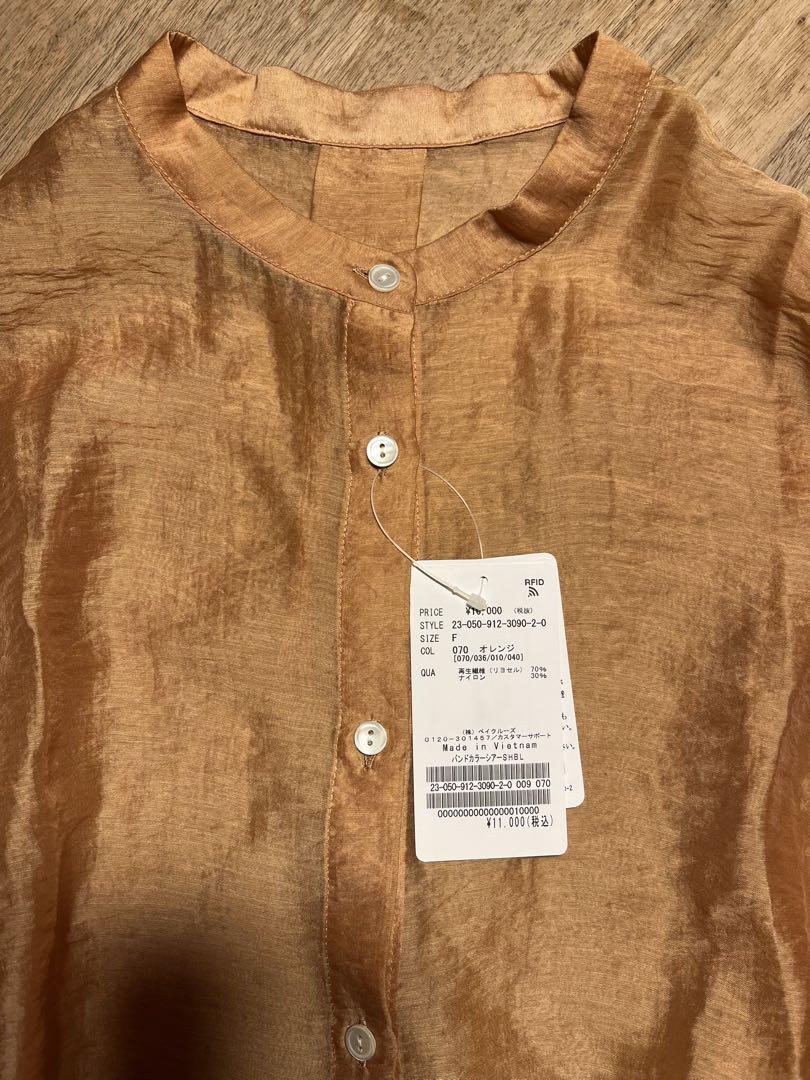 RFID
PRICE ¥10,000 (税抜)
STYLE 23-050-912-3090-2-0
SIZE F
COL 070 オレンジ
[070/036/010/040]
QUA 再生繊維(リヨセル) 70%
ナイロン 30%
(株)ベイクルーズ
0120-301457/カスタマーサポート
Made in Vietnam
バンドカラーシアーSHBL
23-050-912-3090-2-0 009 070
00000000000000010000
¥11,000(税込)